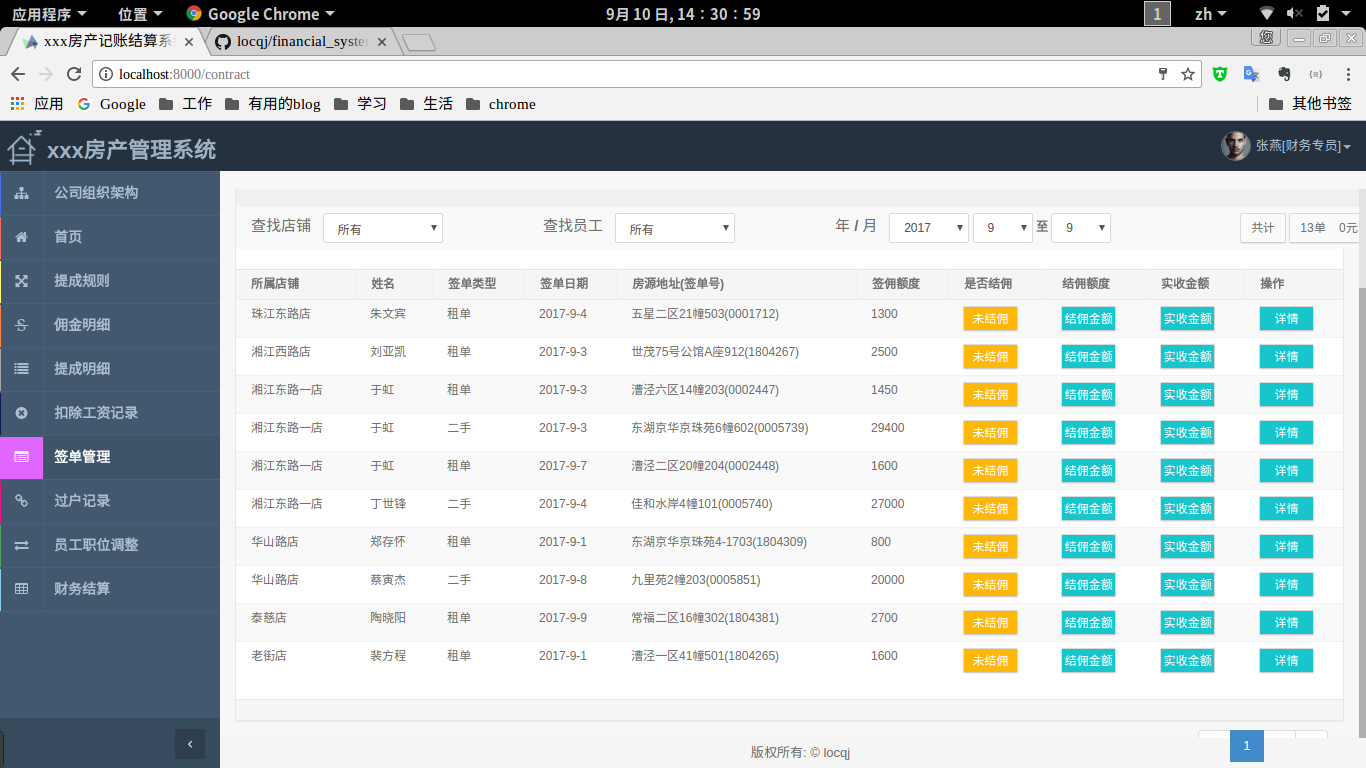 应用程序 位置 Google Chrome 9月10日, 14:30:59 1 zh
xxx房产记账结算系 locqj/financial_syste 您
localhost:8000/contract
应用 Google 工作 有用的blog 学习 生活 chrome 其他书签
xxx房产管理系统 张燕[财务专员]
公司组织架构
首页
提成规则
佣金明细
提成明细
扣除工资记录
签单管理
过户记录
员工职位调整
财务结算
查找店铺 所有 查找员工 所有 年 / 月 2017 9 至 9 共计 13单 0元
所属店铺 姓名 签单类型 签单日期 房源地址(签单号) 签佣额度 是否结佣 结佣额度 实收金额 操作
珠江东路店 朱文宾 租单 2017-9-4 五星二区21幢503(0001712) 1300 未结佣 结佣金额 实收金额 详情
湘江西路店 刘亚凯 租单 2017-9-3 世茂75号公馆A座912(1804267) 2500 未结佣 结佣金额 实收金额 详情
湘江东路一店 于虹 租单 2017-9-3 漕泾六区14幢203(0002447) 1450 未结佣 结佣金额 实收金额 详情
湘江东路一店 于虹 二手 2017-9-3 东湖京华京珠苑6幢602(0005739) 29400 未结佣 结佣金额 实收金额 详情
湘江东路一店 于虹 租单 2017-9-7 漕泾二区20幢204(0002448) 1600 未结佣 结佣金额 实收金额 详情
湘江东路一店 丁世锋 二手 2017-9-4 佳和水岸4幢101(0005740) 27000 未结佣 结佣金额 实收金额 详情
华山路店 郑存怀 租单 2017-9-1 东湖京华京珠苑4-1703(1804309) 800 未结佣 结佣金额 实收金额 详情
华山路店 蔡寅杰 二手 2017-9-8 九里苑2幢203(0005851) 20000 未结佣 结佣金额 实收金额 详情
泰慈店 陶晓阳 租单 2017-9-9 常福二区16幢302(1804381) 2700 未结佣 结佣金额 实收金额 详情
老街店 裴方程 租单 2017-9-1 漕泾一区41幢501(1804265) 1600 未结佣 结佣金额 实收金额 详情
1
版权所有: © locqj